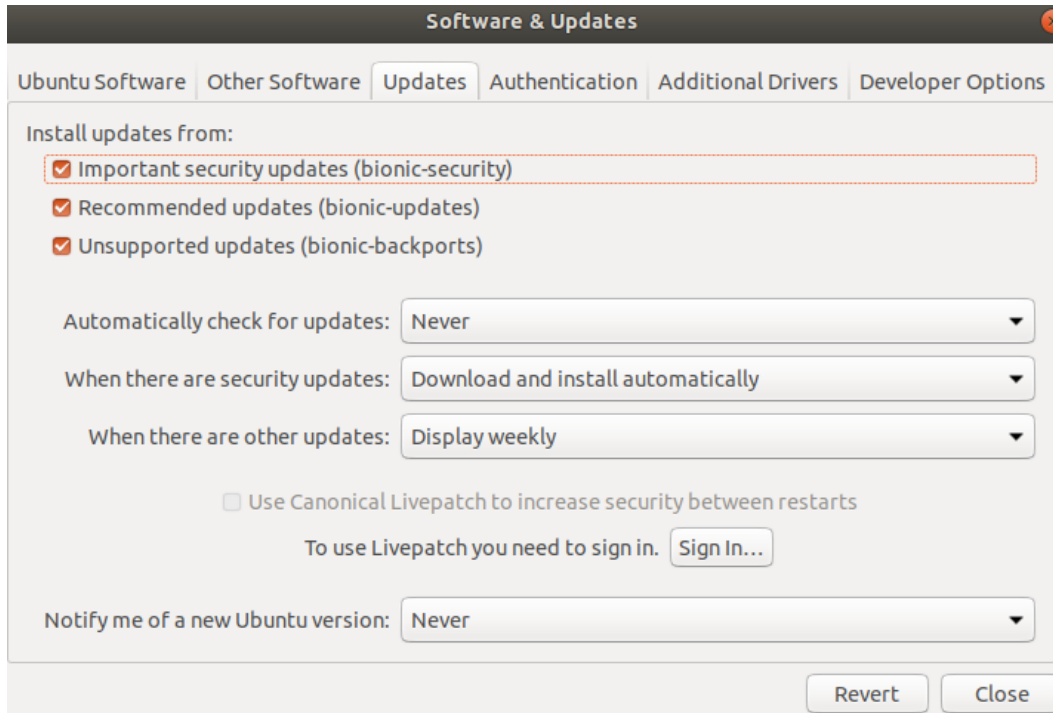 Software & Updates
Ubuntu Software Other Software Updates Authentication Additional Drivers Developer Options
Install updates from:
Important security updates (bionic-security)
Recommended updates (bionic-updates)
Unsupported updates (bionic-backports)
Automatically check for updates: Never
When there are security updates: Download and install automatically
When there are other updates: Display weekly
Use Canonical Livepatch to increase security between restarts
To use Livepatch you need to sign in. Sign In…
Notify me of a new Ubuntu version: Never
Revert Close